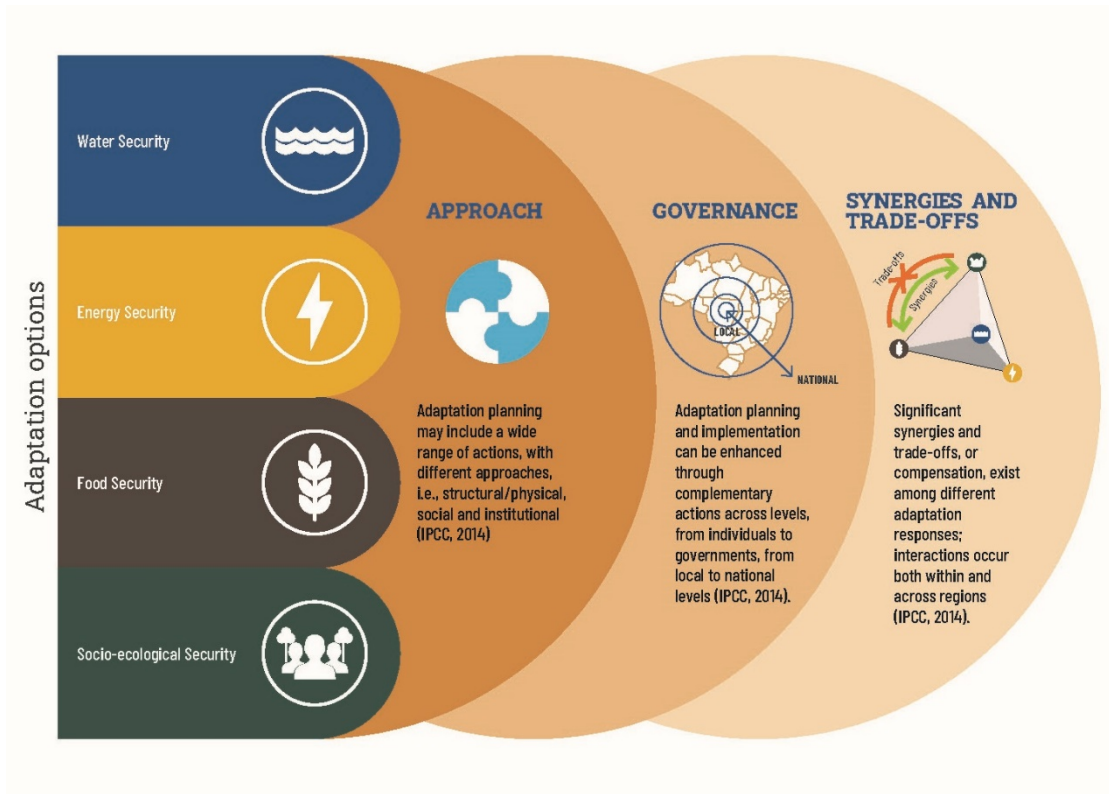 Adaptation options
Water Security
Energy Security
Food Security
Socio-ecological Security
APPROACH
Adaptation planning
may include a wide
range of actions, with
different approaches,
i.e., structural/physical,
social and institutional
(IPCC, 2014)
GOVERNANCE
LOCAL
NATIONAL
Adaptation planning
and implementation
can be enhanced
through
complementary
actions across levels,
from individuals to
governments, from
local to national
levels (IPCC, 2014).
SYNERGIES AND
TRADE-OFFS
Trade-offs
Synergies
Significant
synergies and
trade-offs, or
compensation, exist
among different
adaptation
responses;
interactions occur
both within and
across regions
(IPCC, 2014).